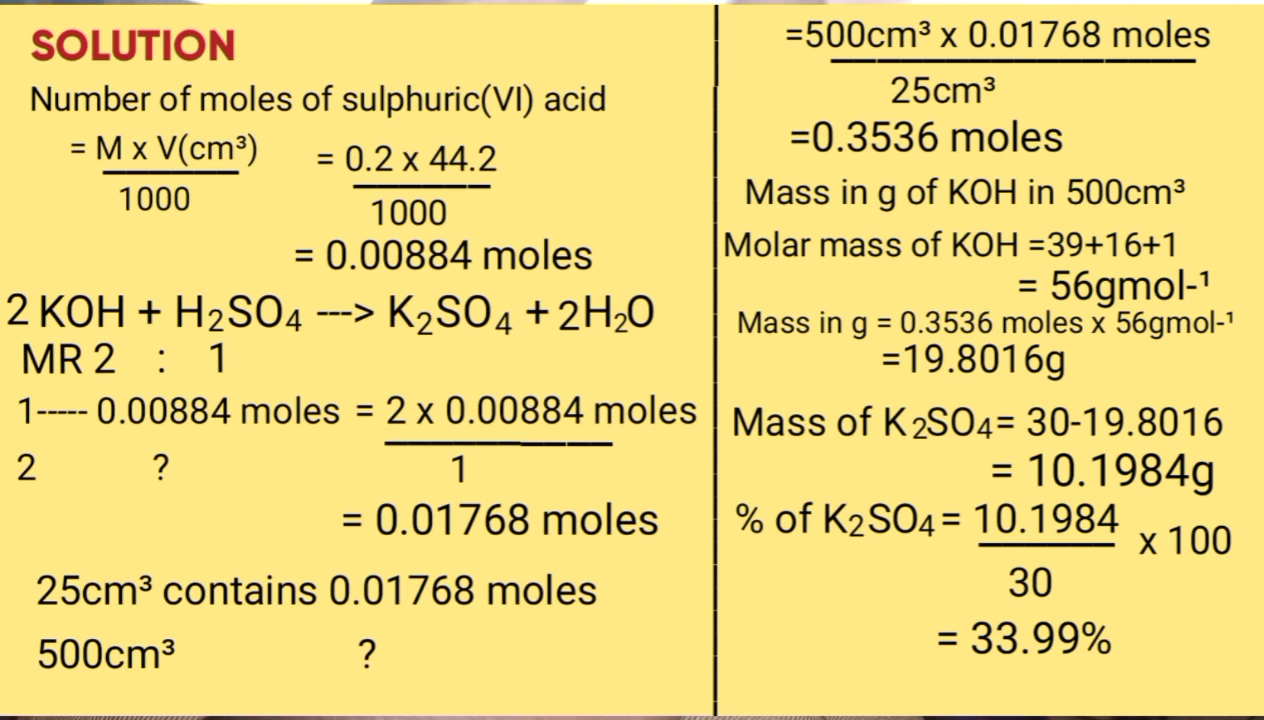 SOLUTION
Number of moles of sulphuric(VI) acid
= M x V(cm³)
1000
= 0.2 x 44.2
1000
= 0.00884 moles
2 KOH + H₂SO₄ ---> K₂SO₄ + 2H₂O
MR 2 : 1
1----- 0.00884 moles = 2 x 0.00884 moles
2 ? 1
= 0.01768 moles
25cm³ contains 0.01768 moles
500cm³ ?
=500cm³ x 0.01768 moles
25cm³
=0.3536 moles
Mass in g of KOH in 500cm³
Molar mass of KOH =39+16+1
= 56gmol-¹
Mass in g = 0.3536 moles x 56gmol-¹
=19.8016g
Mass of K₂SO₄= 30-19.8016
= 10.1984g
% of K₂SO₄= 10.1984 x 100
30
= 33.99%